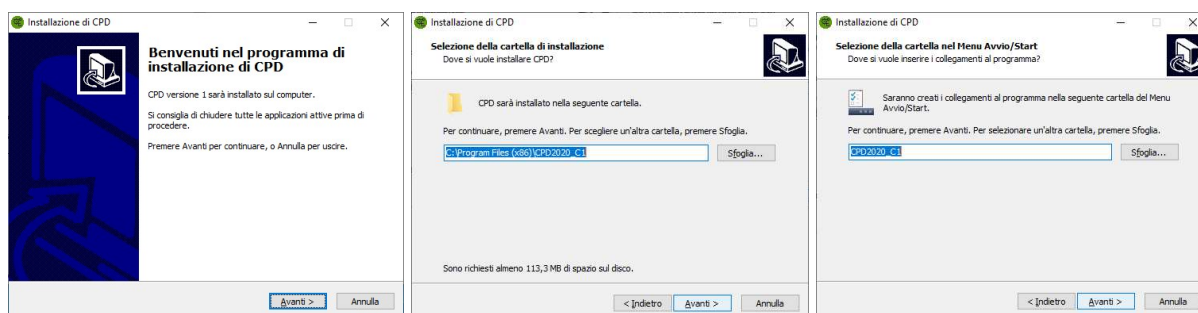 Installazione di CPD
Benvenuti nel programma di
installazione di CPD
CPD versione 1 sarà installato sul computer.
Si consiglia di chiudere tutte le applicazioni attive prima di
procedere.
Premere Avanti per continuare, o Annulla per uscire.
Avanti >
Annulla
Installazione di CPD
Selezione della cartella di installazione
Dove si vuole installare CPD?
CPD sarà installato nella seguente cartella.
Per continuare, premere Avanti. Per scegliere un'altra cartella, premere Sfoglia.
C:\Program Files (x86)\CPD2020_C1
Sfoglia...
Sono richiesti almeno 113,3 MB di spazio sul disco.
< Indietro
Avanti >
Annulla
Installazione di CPD
Selezione della cartella nel Menu Avvio/Start
Dove si vuole inserire i collegamenti al programma?
Saranno creati i collegamenti al programma nella seguente cartella del Menu
Avvio/Start.
Per continuare, premere Avanti. Per selezionare un'altra cartella, premere Sfoglia.
CPD2020_C1
Sfoglia...
< Indietro
Avanti >
Annulla